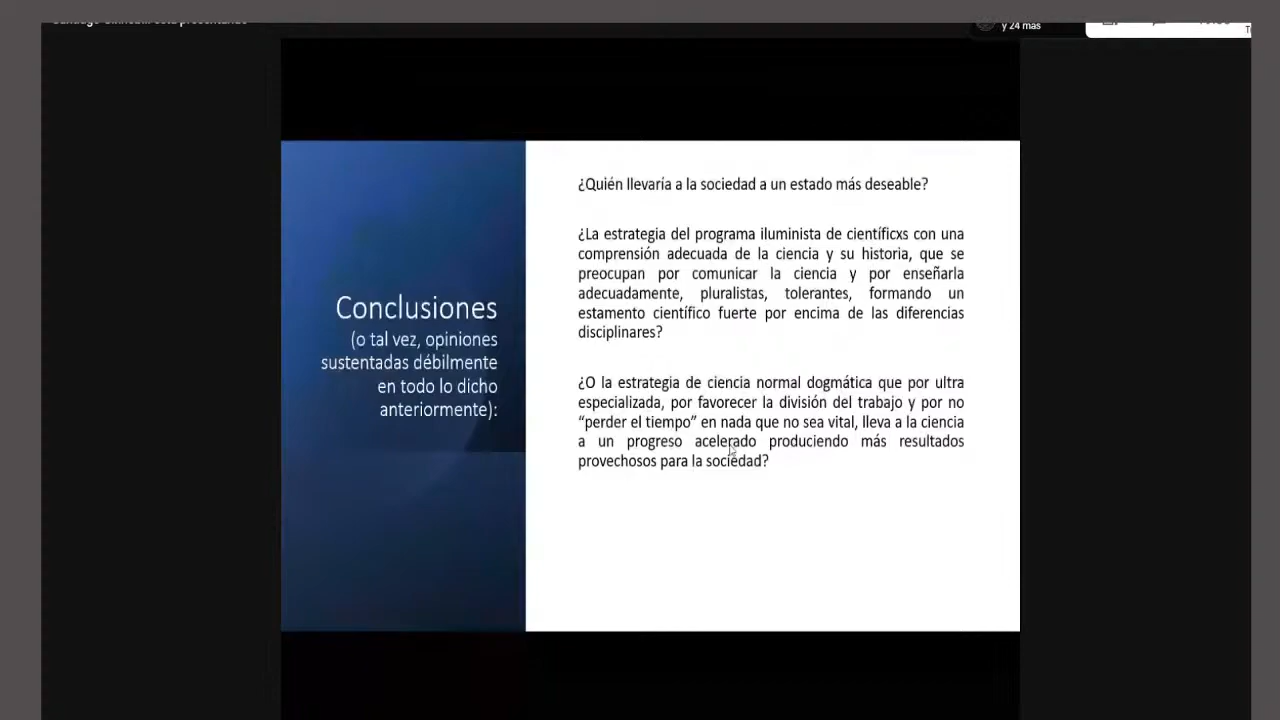 y 24 más
Conclusiones
(o tal vez, opiniones
sustentadas débilmente
en todo lo dicho
anteriormente):
¿Quién llevaría a la sociedad a un estado más deseable?
¿La estrategia del programa iluminista de científicxs con una
comprensión adecuada de la ciencia y su historia, que se
preocupan por comunicar la ciencia y por enseñarla
adecuadamente, pluralistas, tolerantes, formando un
estamento científico fuerte por encima de las diferencias
disciplinares?
¿O la estrategia de ciencia normal dogmática que por ultra
especializada, por favorecer la división del trabajo y por no
“perder el tiempo” en nada que no sea vital, lleva a la ciencia
a un progreso acelerado produciendo más resultados
provechosos para la sociedad?